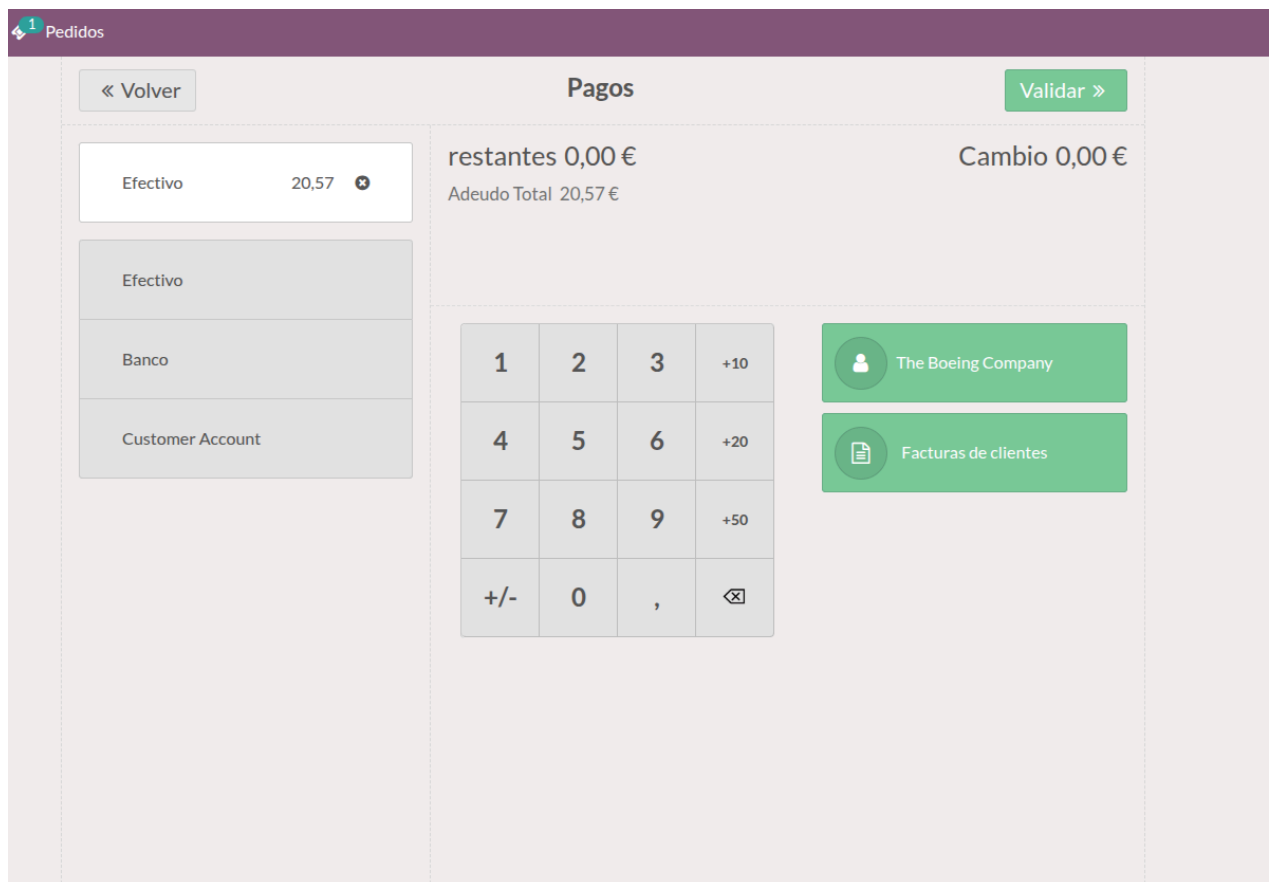 1 Pedidos
« Volver
Pagos
Validar »
Efectivo 20,57
restantes 0,00 €
Cambio 0,00 €
Adeudo Total 20,57 €
Efectivo
Banco
Customer Account
1 2 3 +10
4 5 6 +20
7 8 9 +50
+/- 0 ,
The Boeing Company
Facturas de clientes